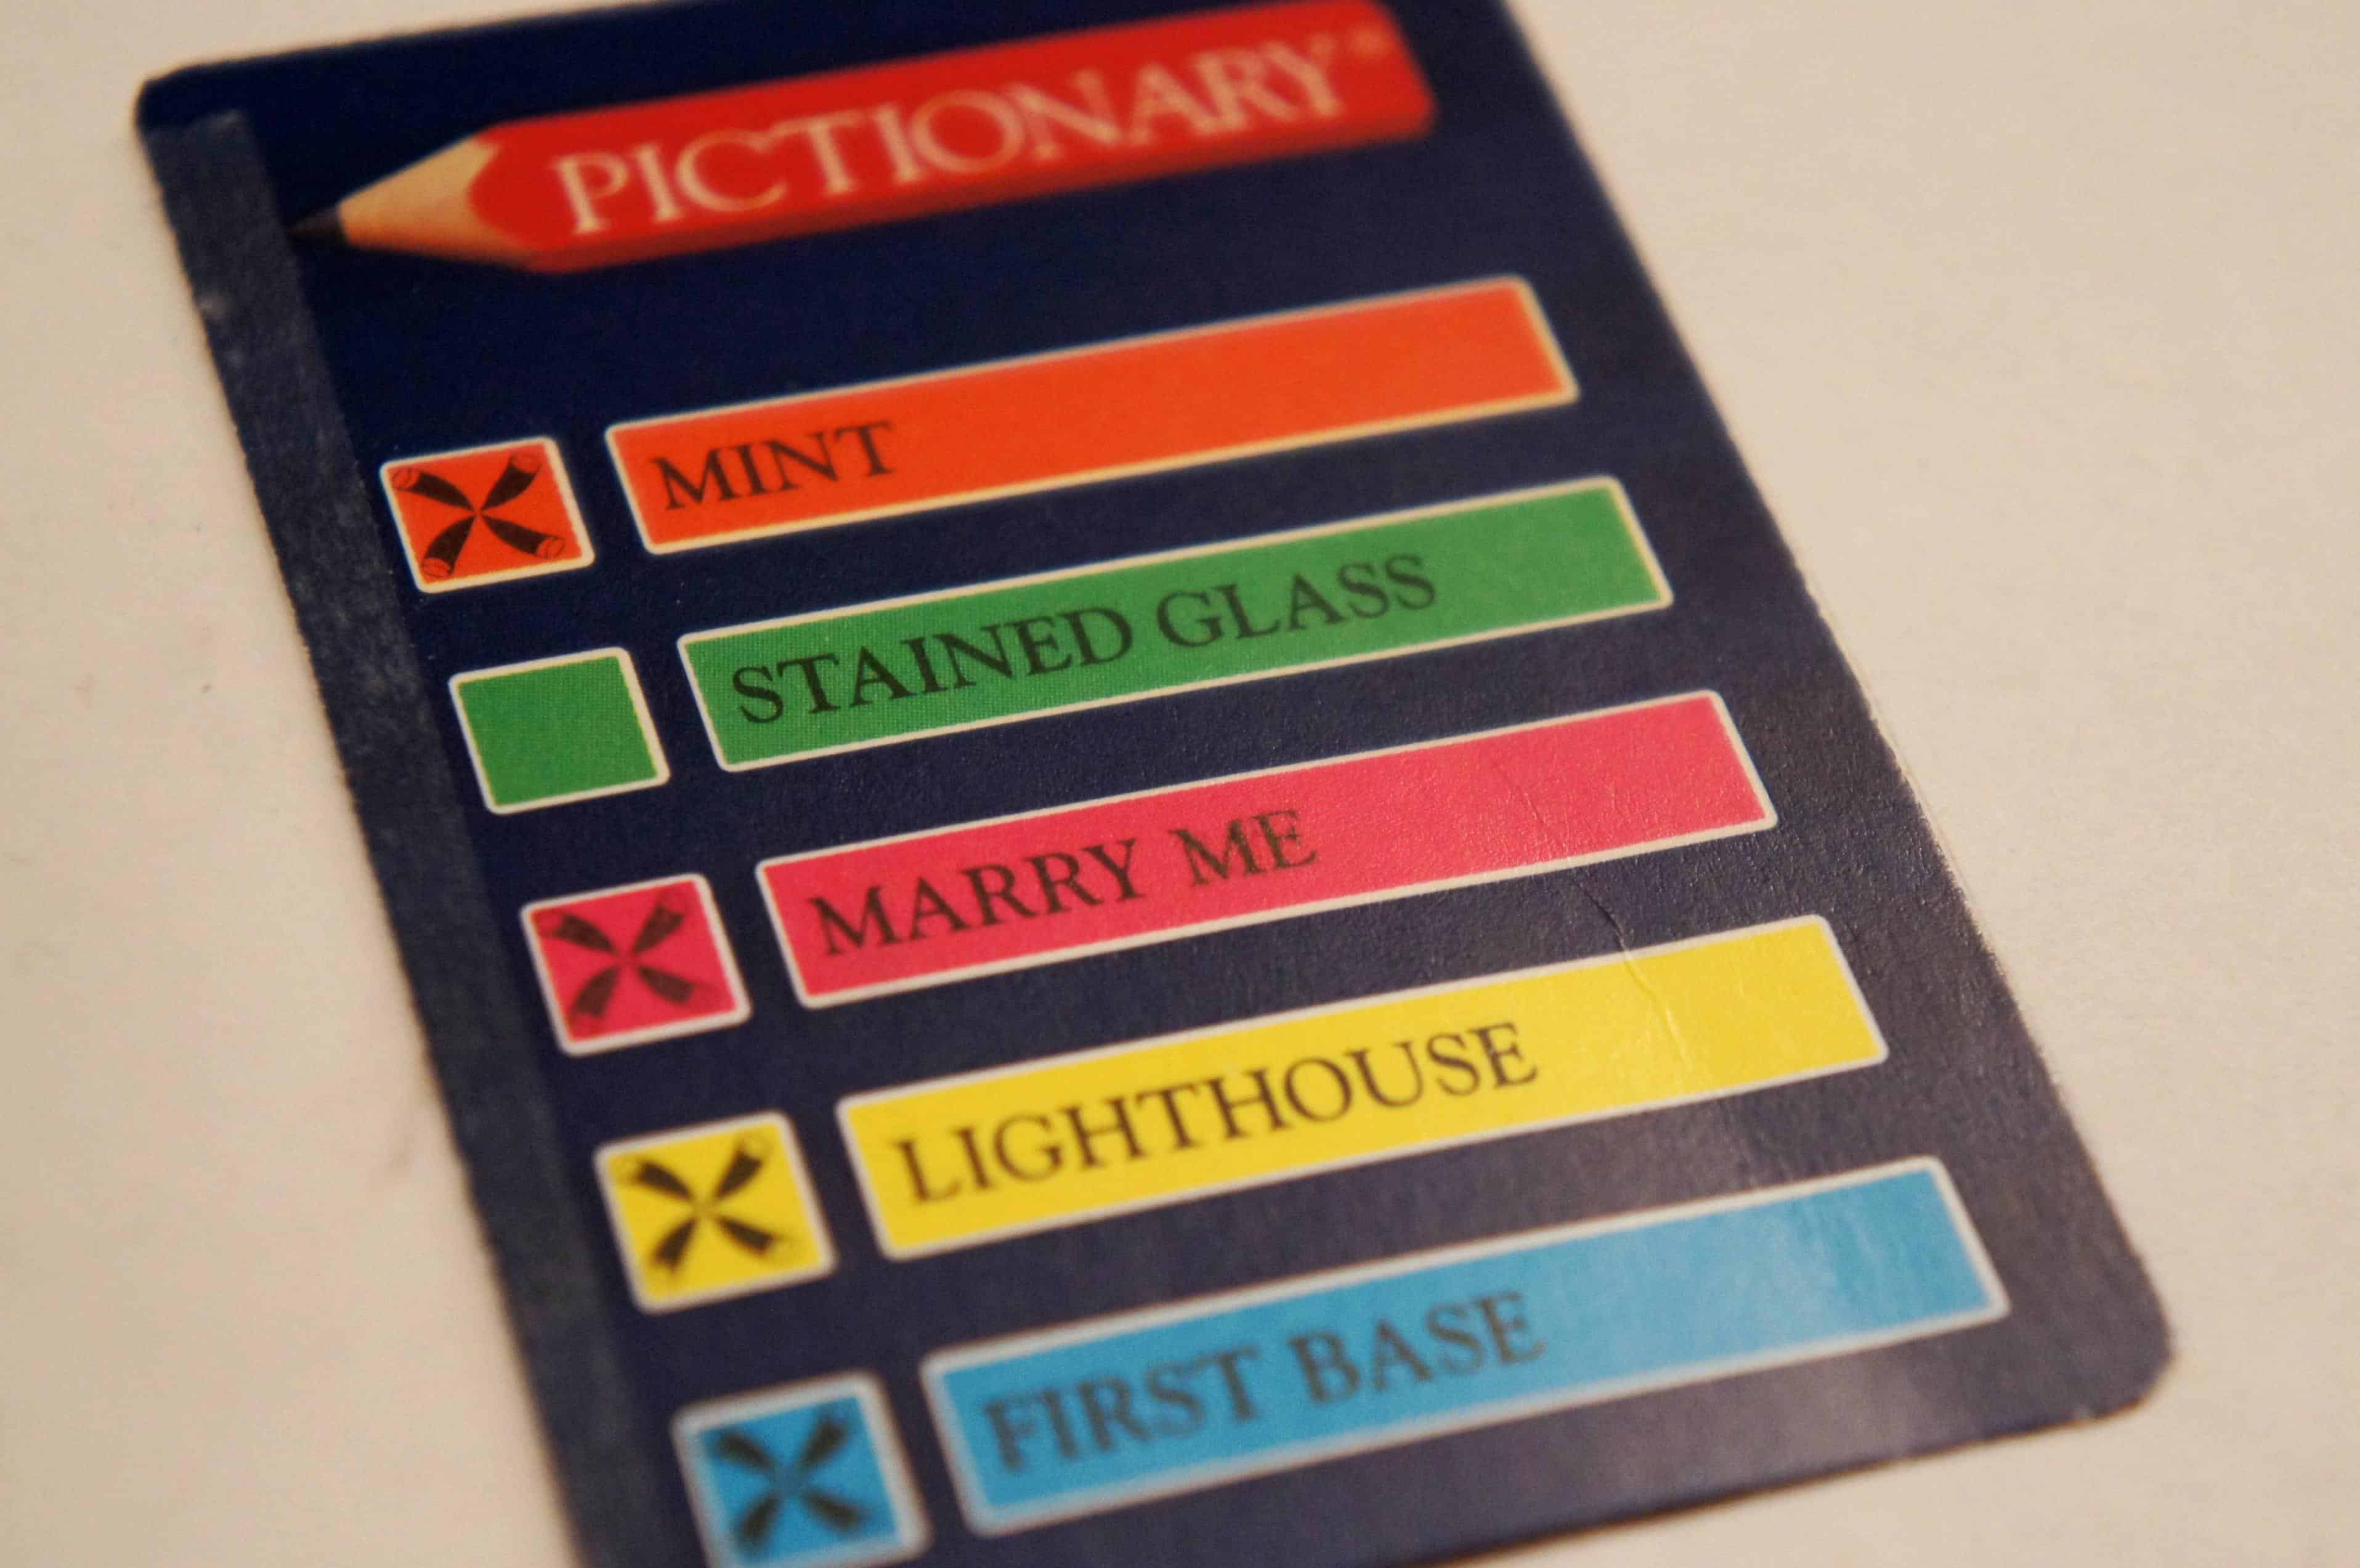 PICTIONARY®
MINT
STAINED GLASS
MARRY ME
LIGHTHOUSE
FIRST BASE